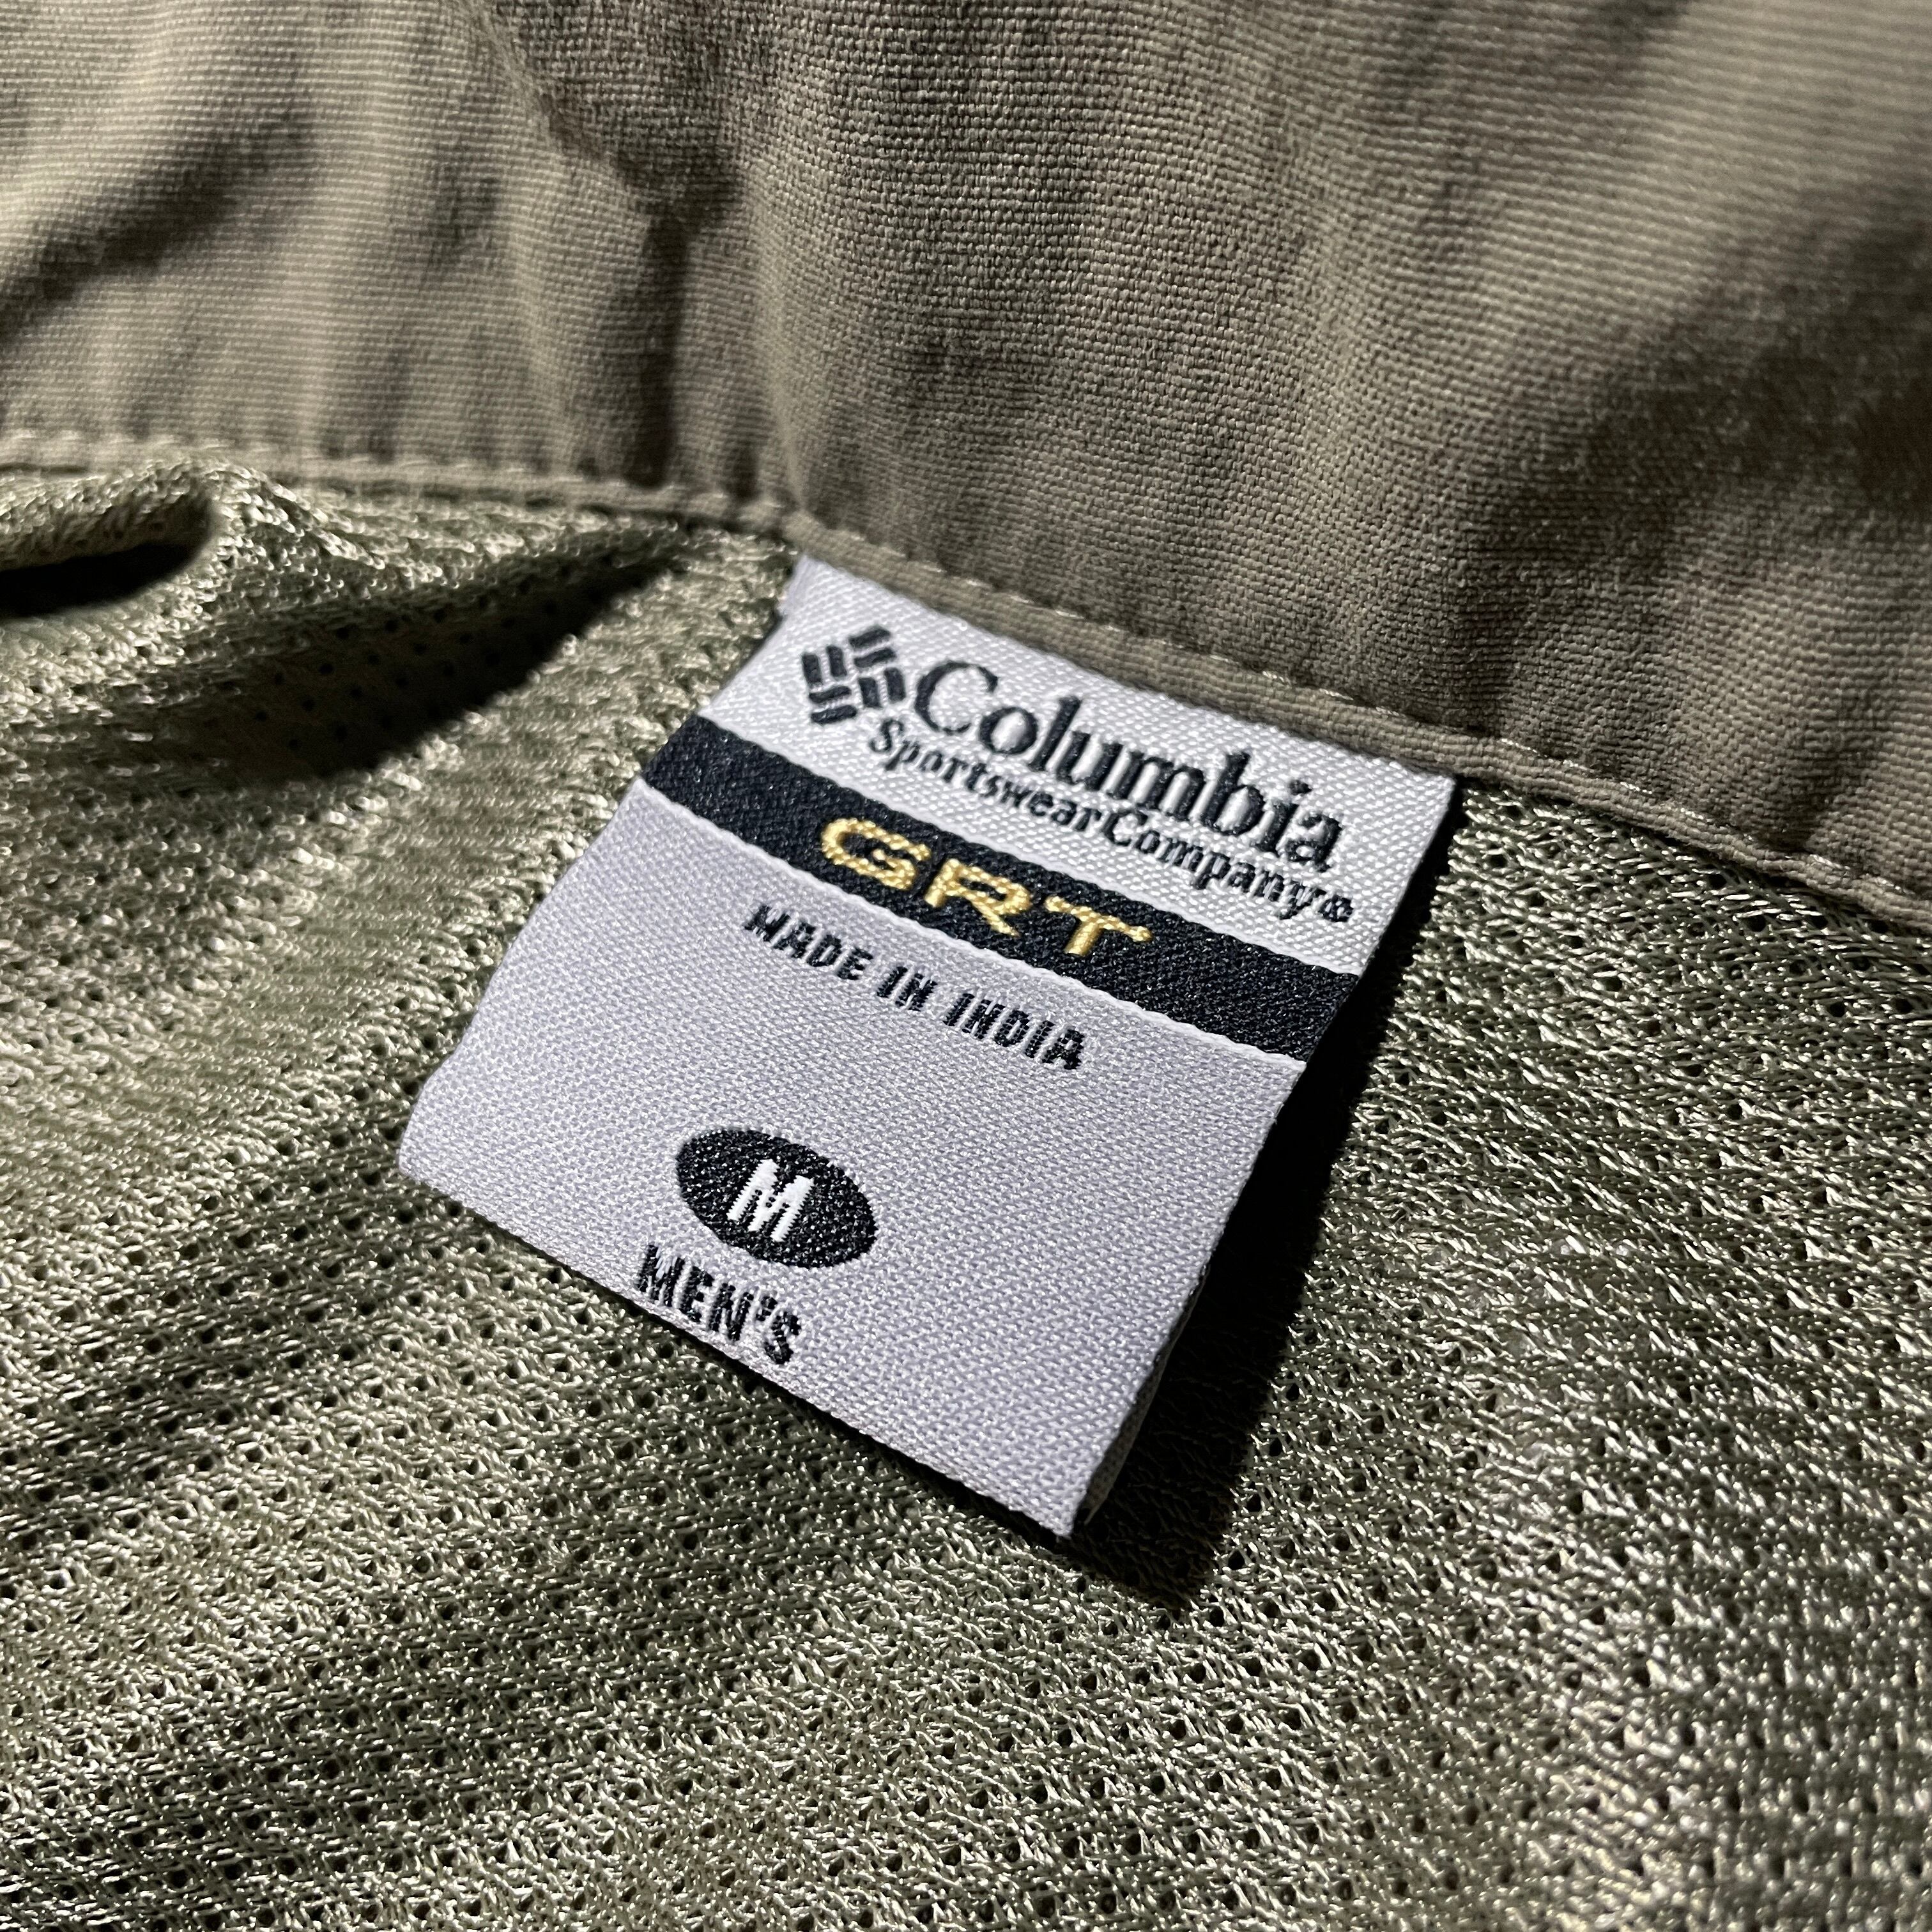 Columbia
Sportswear Company®
GRT
MADE IN INDIA
M
MEN'S